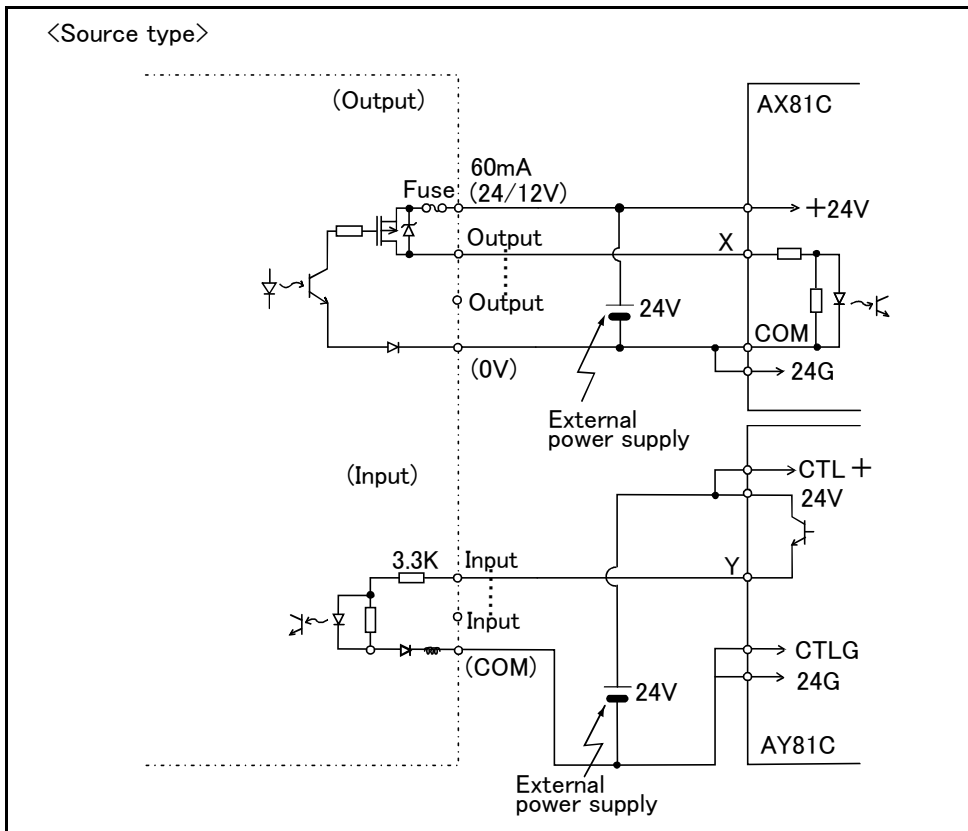 <Source type>
(Output)
AX81C
60mA
Fuse
(24/12V)
+24V
Output
X
Output
24V
COM
(0V)
24G
External
power supply
(Input)
CTL +
24V
3.3K
Input
Y
Input
(COM)
CTLG
24V
24G
AY81C
External
power supply